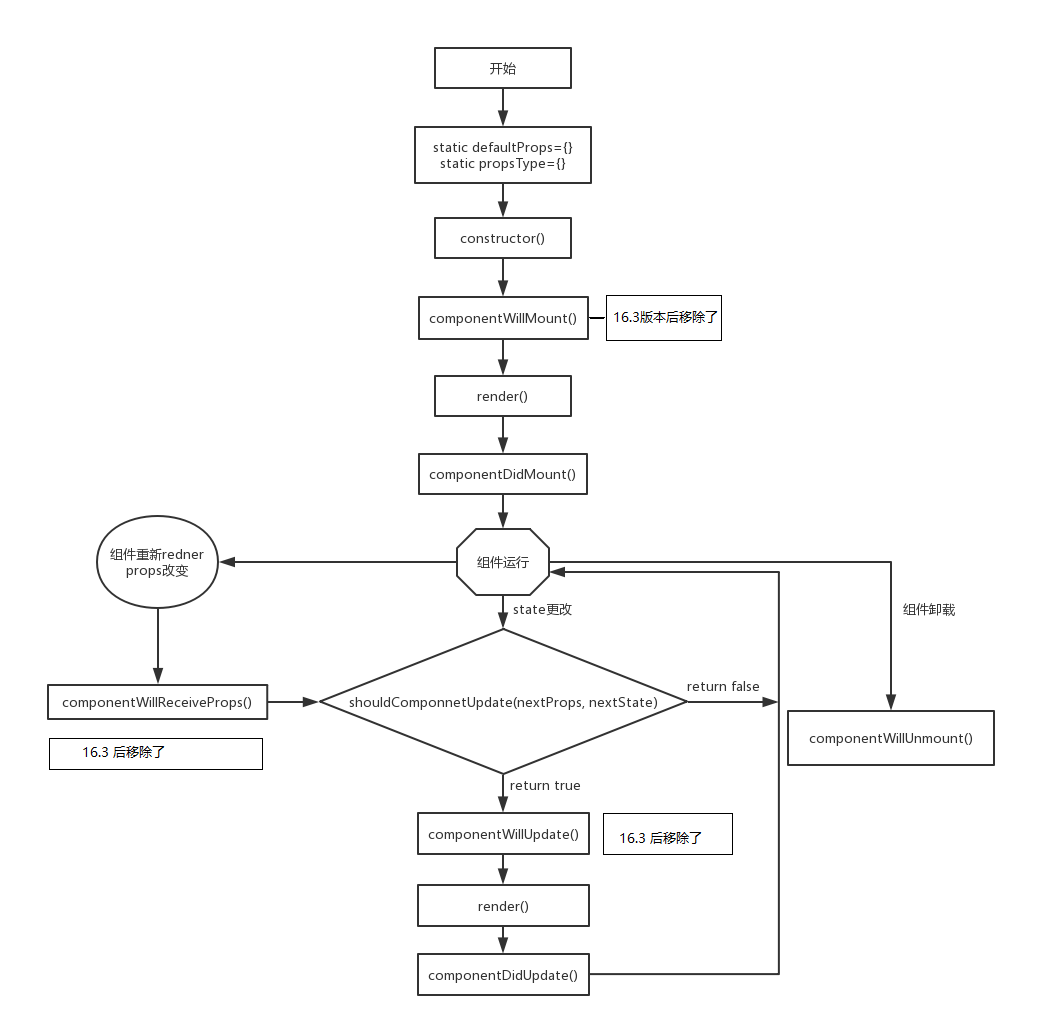 开始
static defaultProps={}
static propsType={}
constructor()
componentWillMount()
16.3版本后移除了
render()
componentDidMount()
组件重新redner
props改变
组件运行
state更改
组件卸载
componentWillReceiveProps()
shouldComponnetUpdate(nextProps, nextState)
return false
componentWillUnmount()
16.3 后移除了
return true
componentWillUpdate()
16.3 后移除了
render()
componentDidUpdate()